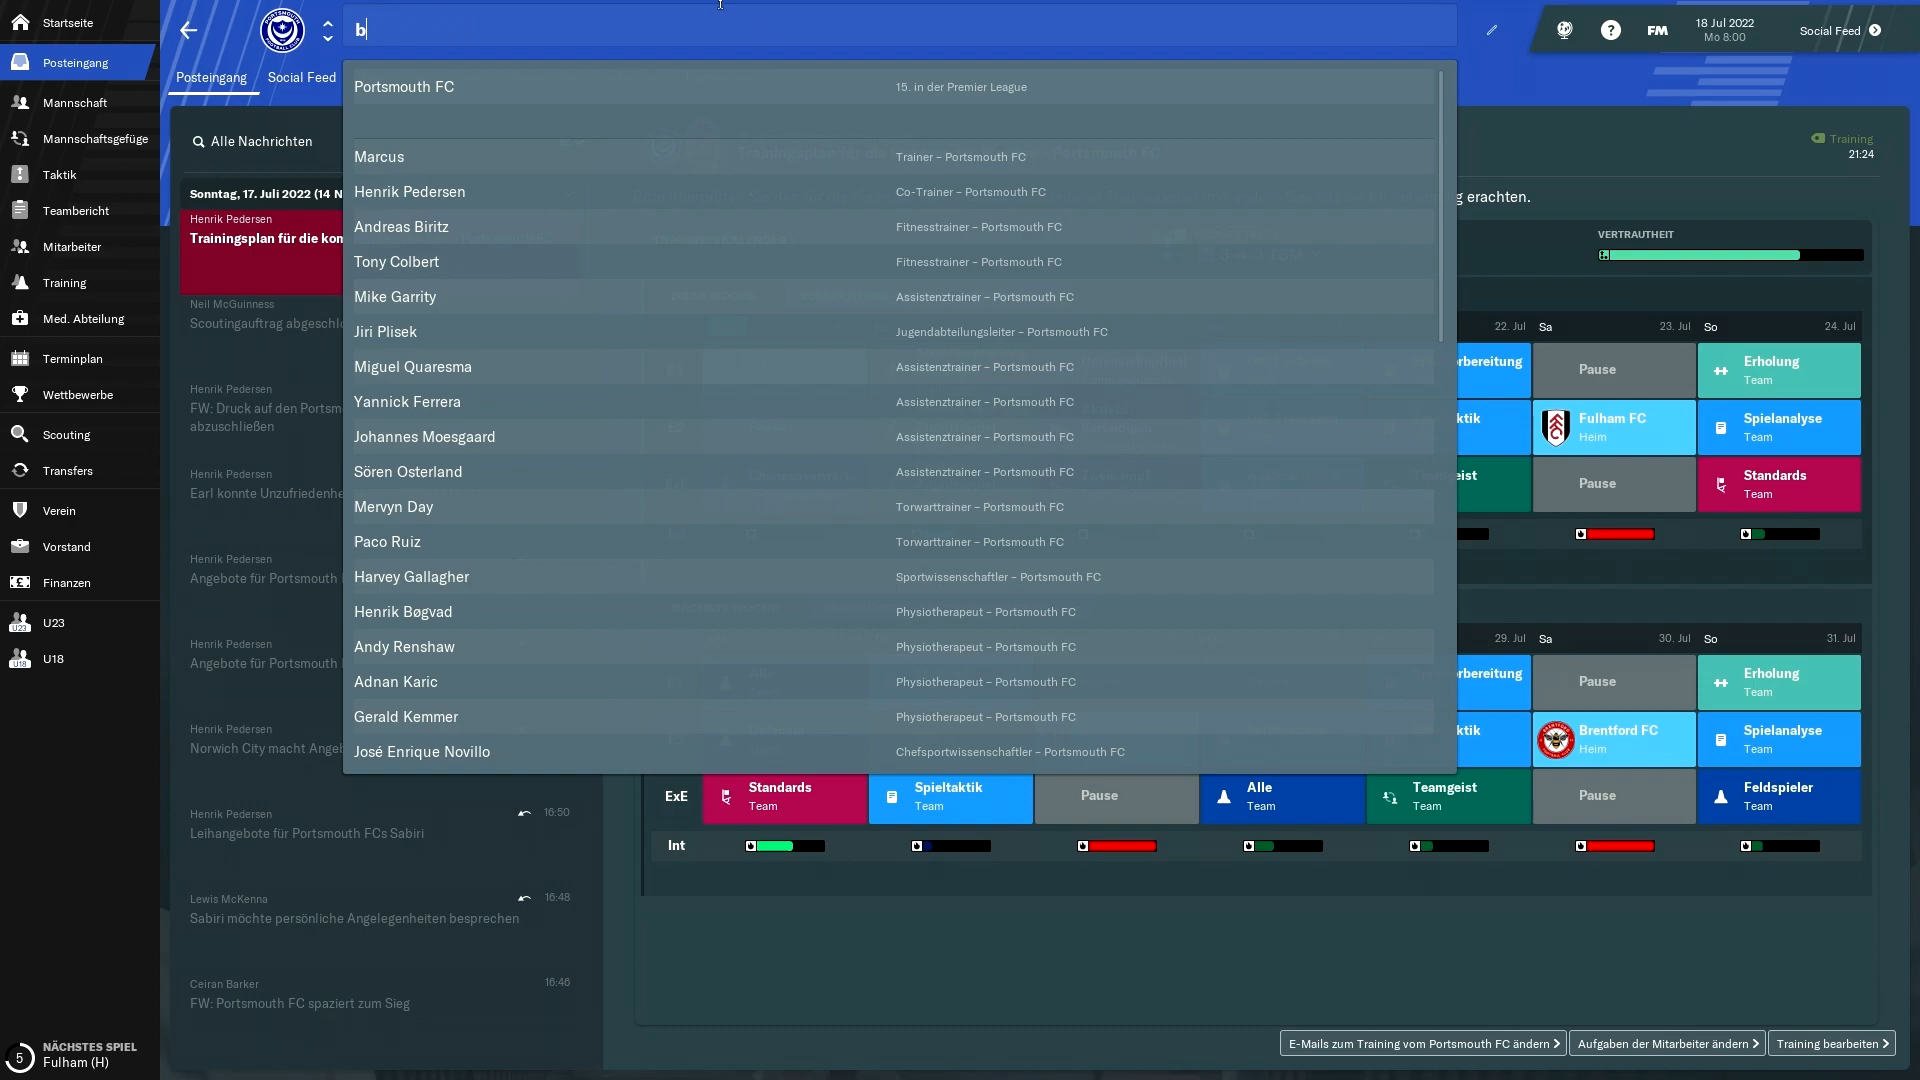 Startseite
Posteingang
Mannschaft
Mannschaftsgefüge
Taktik
Teambericht
Mitarbeiter
Training
Med. Abteilung
Terminplan
Wettbewerbe
Scouting
Transfers
Verein
Vorstand
Finanzen
U23
U23
U18
U18
5
NÄCHSTES SPIEL
Fulham (H)
b
FM
18 Jul 2022
Mo 8:00
Social Feed
Posteingang
Social Feed
Portsmouth FC 15. in der Premier League
Marcus Trainer – Portsmouth FC
Henrik Pedersen Co-Trainer – Portsmouth FC
Andreas Biritz Fitnesstrainer – Portsmouth FC
Tony Colbert Fitnesstrainer – Portsmouth FC
Mike Garrity Assistenztrainer – Portsmouth FC
Jiri Plisek Jugendabteilungsleiter – Portsmouth FC
Miguel Quaresma Assistenztrainer – Portsmouth FC
Yannick Ferrera Assistenztrainer – Portsmouth FC
Johannes Moesgaard Assistenztrainer – Portsmouth FC
Sören Osterland Assistenztrainer – Portsmouth FC
Mervyn Day Torwarttrainer – Portsmouth FC
Paco Ruiz Torwarttrainer – Portsmouth FC
Harvey Gallagher Sportwissenschaftler – Portsmouth FC
Henrik Bøgvad Physiotherapeut – Portsmouth FC
Andy Renshaw Physiotherapeut – Portsmouth FC
Adnan Karic Physiotherapeut – Portsmouth FC
Gerald Kemmer Physiotherapeut – Portsmouth FC
José Enrique Novillo Chefsportwissenschaftler – Portsmouth FC
Alle Nachrichten
Sonntag, 17. Juli 2022 (14 N
Henrik Pedersen
Trainingsplan für die kom
Neil McGuinness
Scoutingauftrag abgeschlo
Henrik Pedersen
FW: Druck auf den Portsm
abzuschließen
Henrik Pedersen
Earl konnte Unzufriedenhe
Henrik Pedersen
Angebote für Portsmouth
Henrik Pedersen
Angebote für Portsmouth
Henrik Pedersen
Norwich City macht Angeb
Henrik Pedersen 16:50
Leihangebote für Portsmouth FCs Sabiri
Lewis McKenna 16:48
Sabiri möchte persönliche Angelegenheiten besprechen
Ceiran Barker 16:46
FW: Portsmouth FC spaziert zum Sieg
Training
21:24
g erachten.
VERTRAUTHEIT
22. Jul Sa 23. Jul So 24. Jul
rbereitung Pause Erholung
Team
ktik Fulham FC Spielanalyse
Heim Team
eist Pause Standards
Team
29. Jul Sa 30. Jul So 31. Jul
rbereitung Pause Erholung
Team
ktik Brentford FC Spielanalyse
Heim Team
ExE Standards Spieltaktik Pause Alle Teamgeist Pause Feldspieler
Team Team Team Team Team
Int
E-Mails zum Training vom Portsmouth FC ändern
Aufgaben der Mitarbeiter ändern
Training bearbeiten